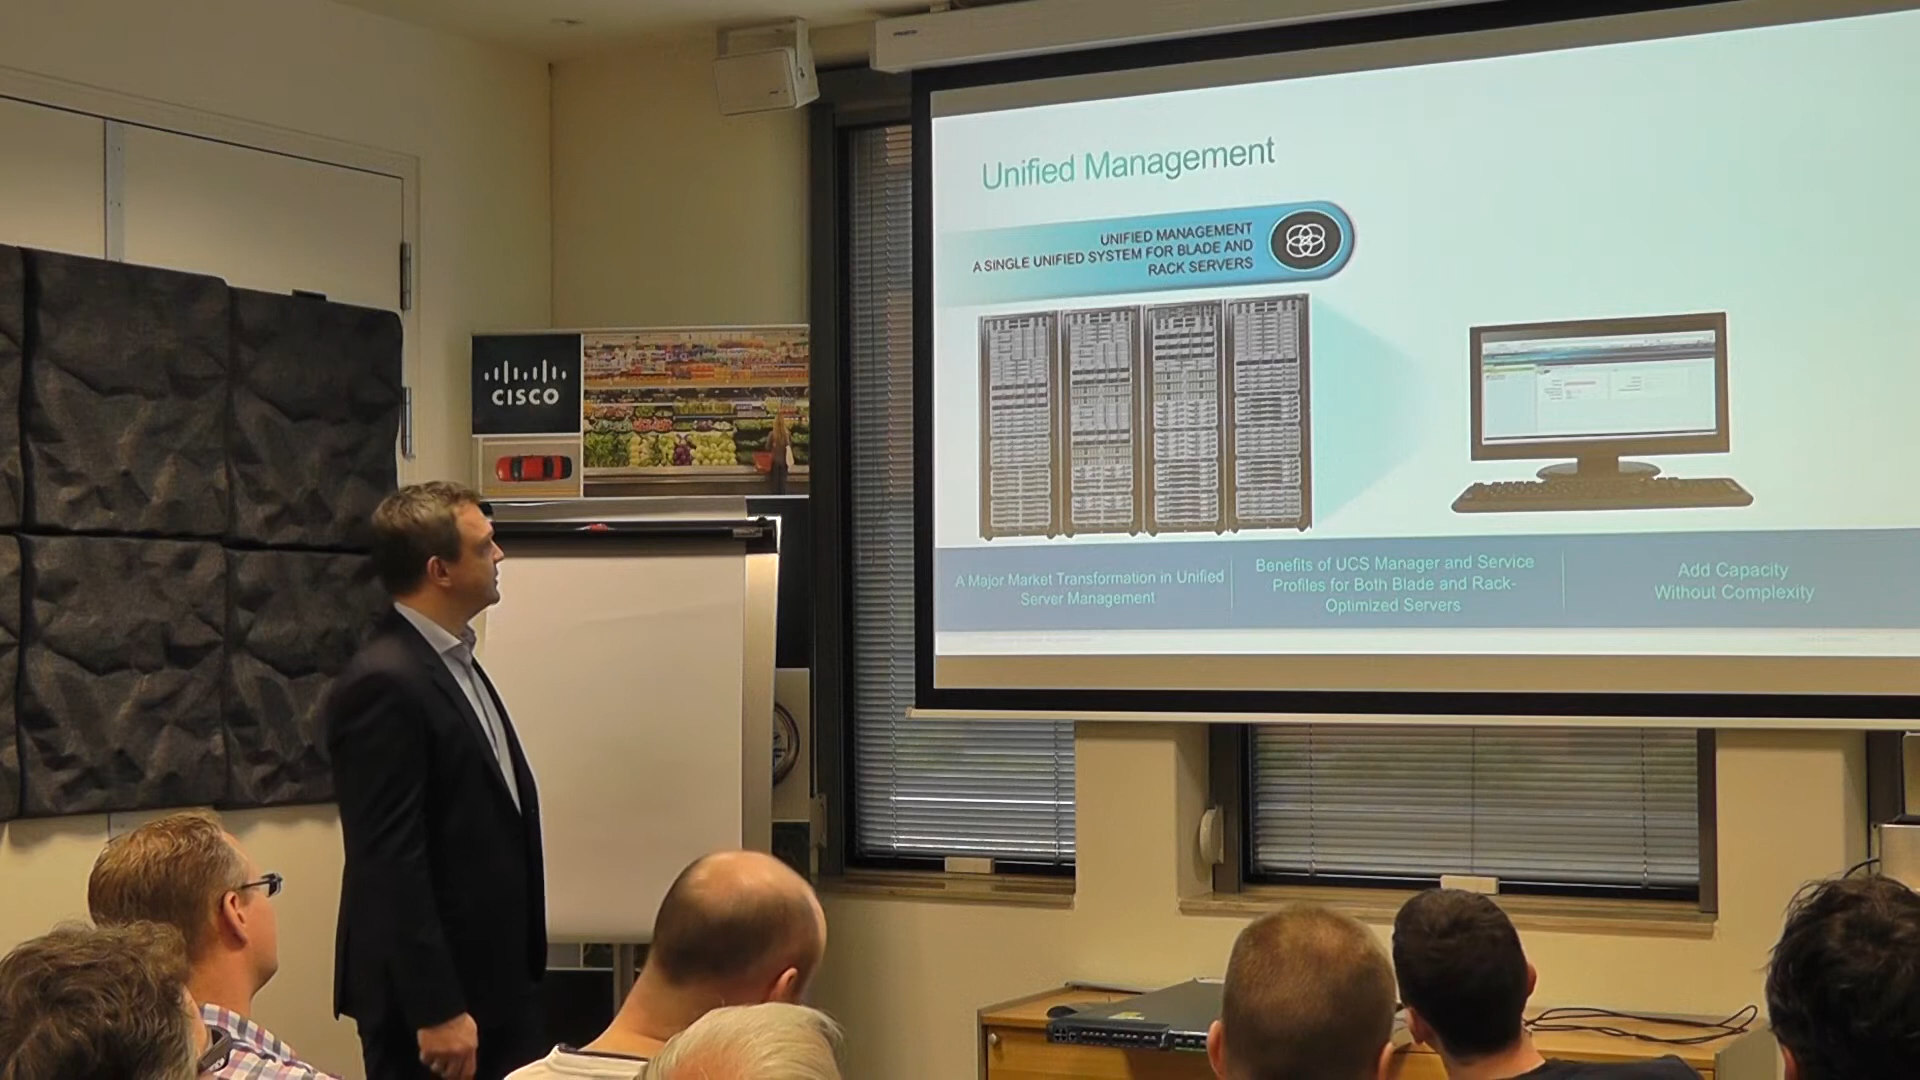 Unified Management
UNIFIED MANAGEMENT
A SINGLE UNIFIED SYSTEM FOR BLADE AND
RACK SERVERS
CISCO
A Major Market Transformation in Unified
Server Management
Benefits of UCS Manager and Service
Profiles for Both Blade and Rack-
Optimized Servers
Add Capacity
Without Complexity